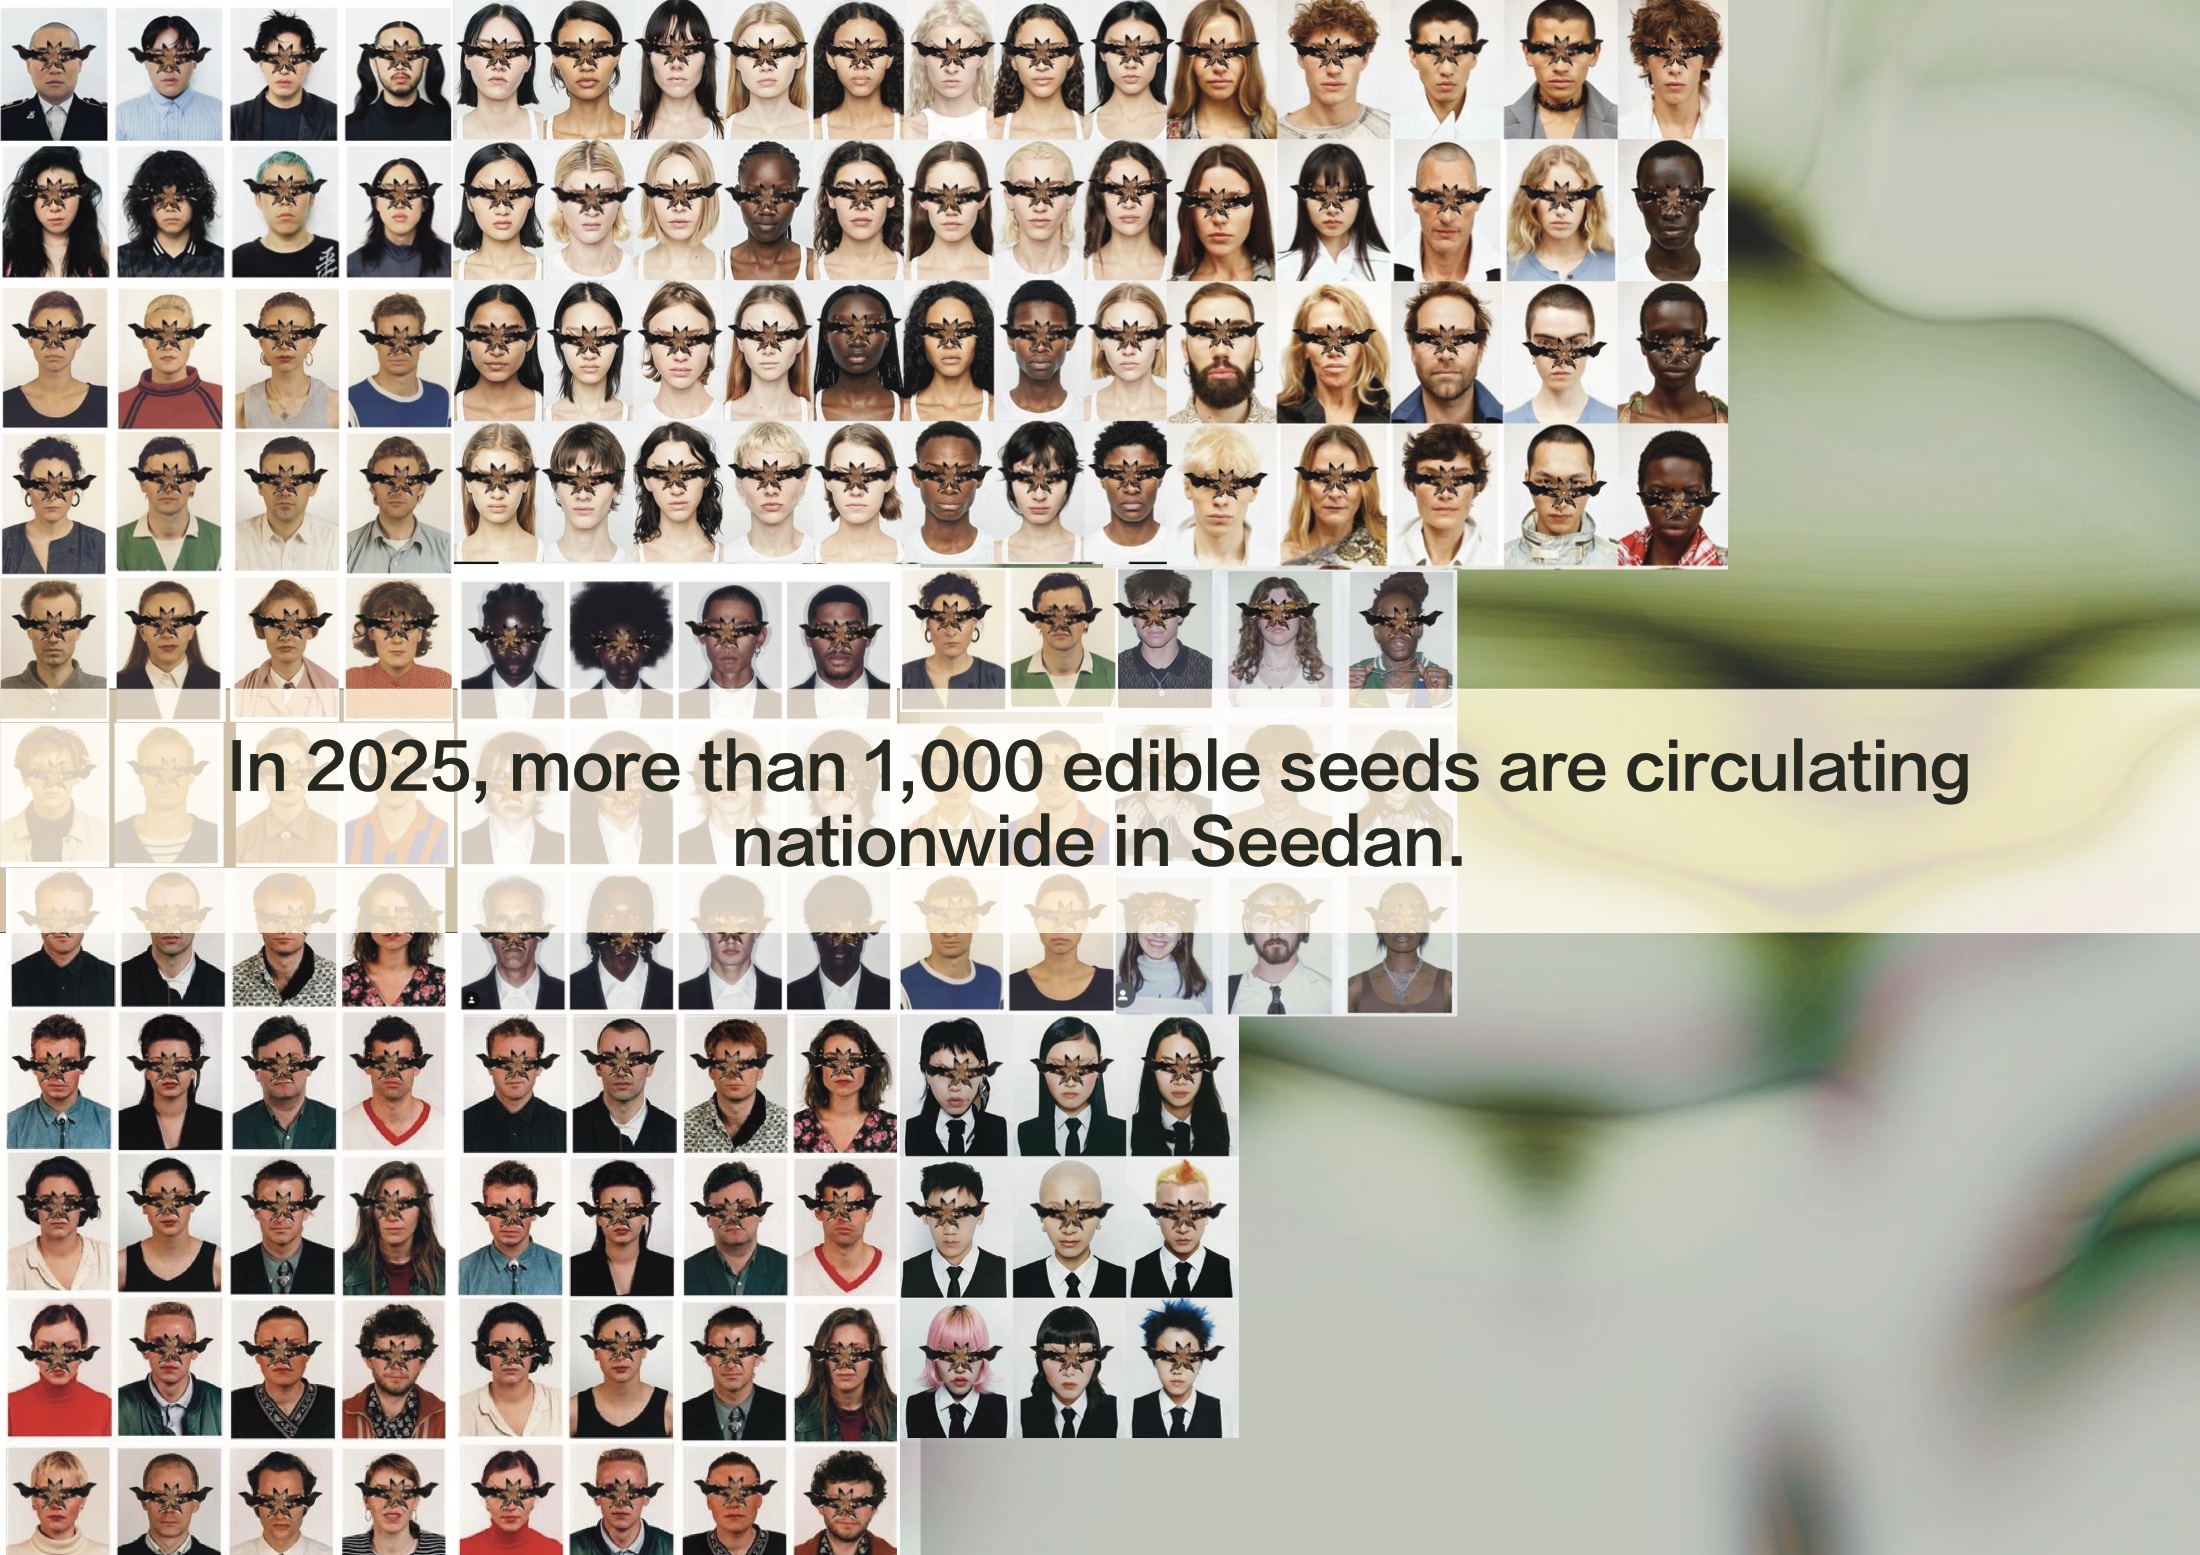 In 2025, more than 1,000 edible seeds are circulating
nationwide in Seedan.